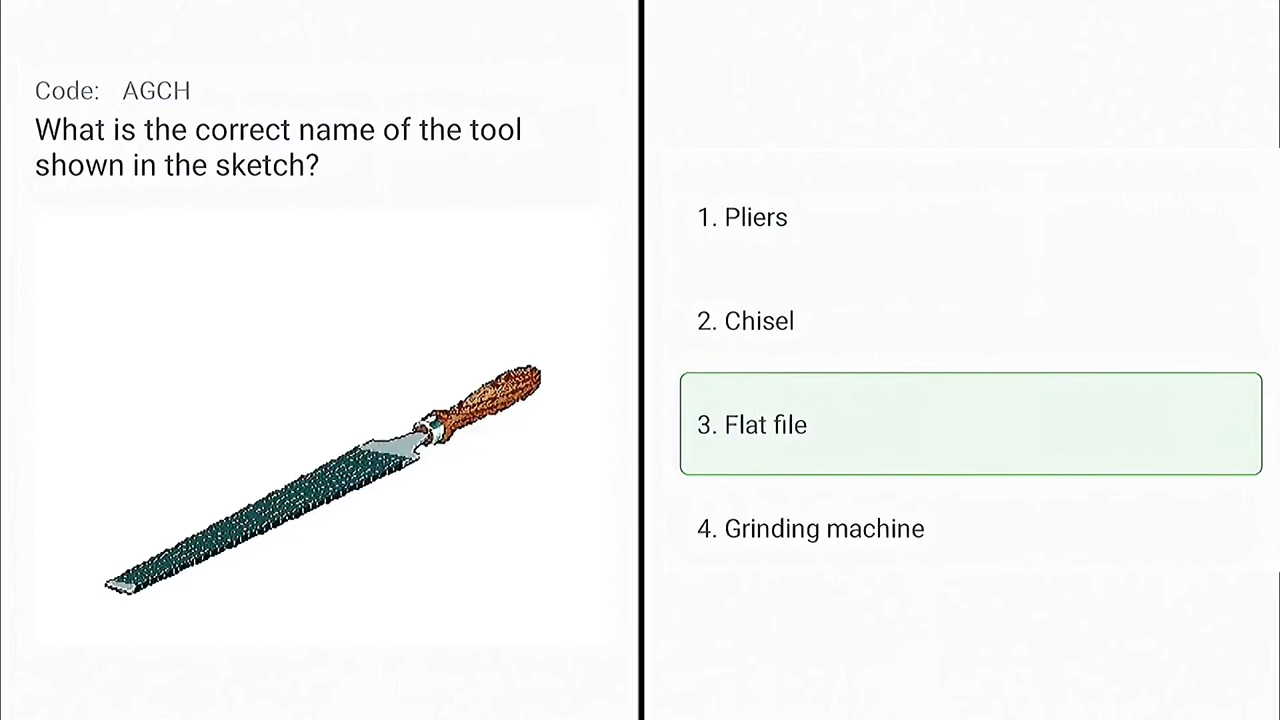 Code: AGCH
What is the correct name of the tool
shown in the sketch?
1. Pliers
2. Chisel
3. Flat file
4. Grinding machine